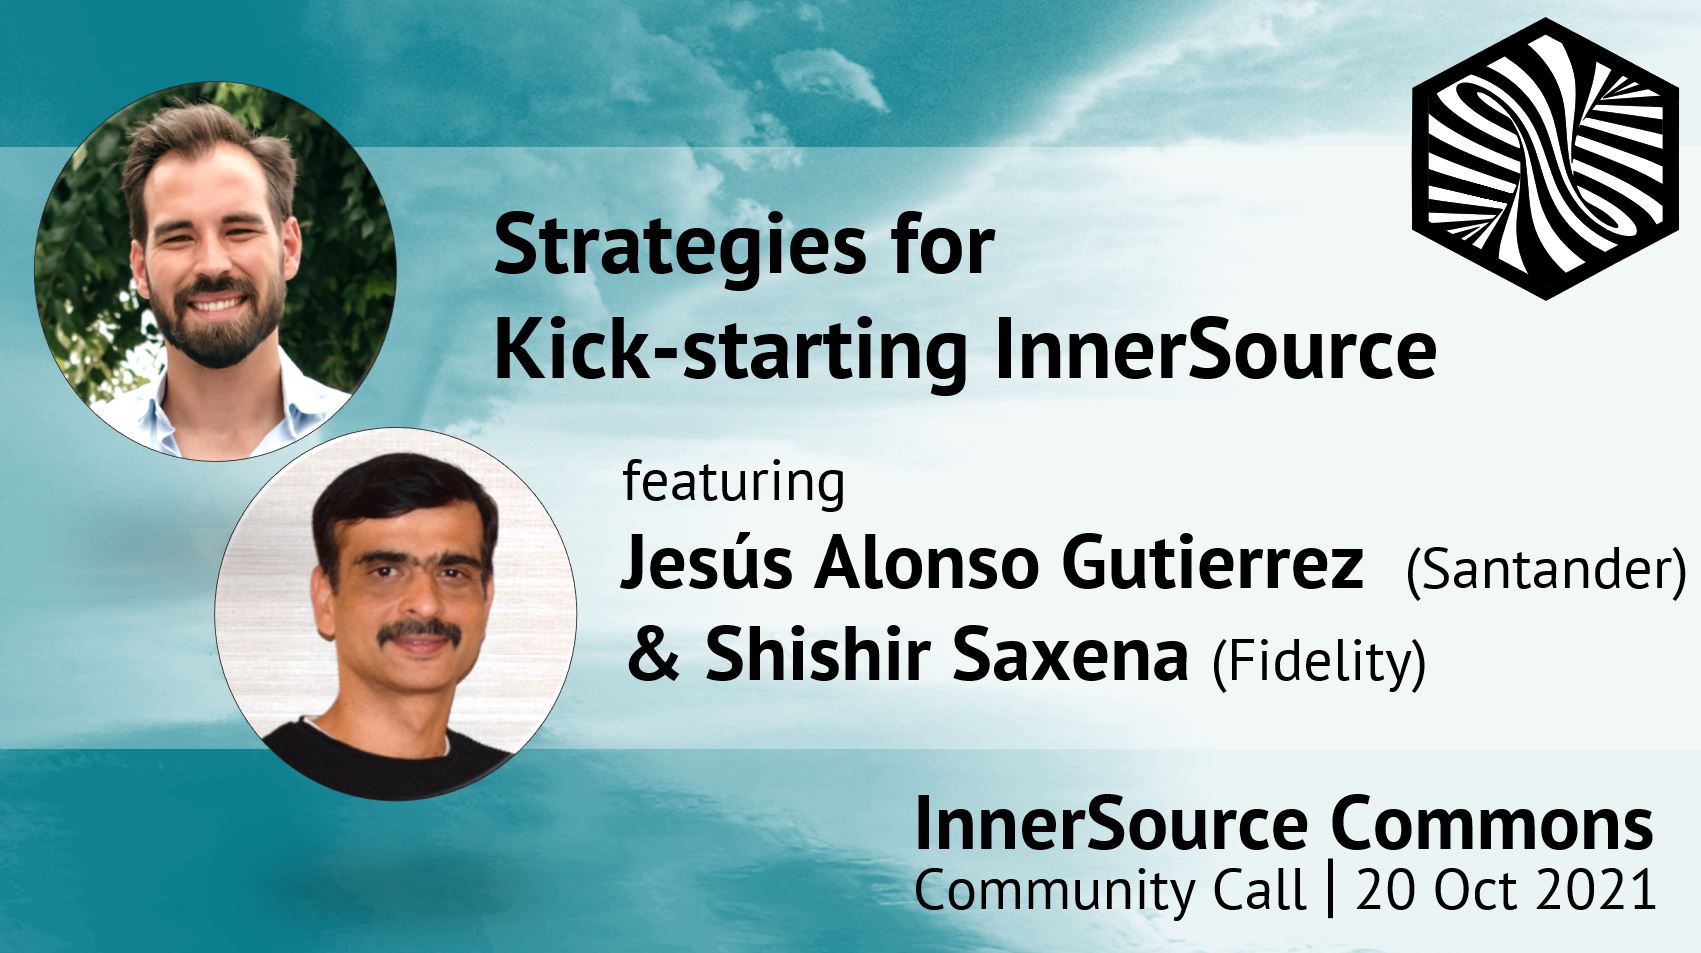 Strategies for
Kick-starting InnerSource
featuring
Jesús Alonso Gutierrez (Santander)
& Shishir Saxena (Fidelity)
InnerSource Commons
Community Call | 20 Oct 2021